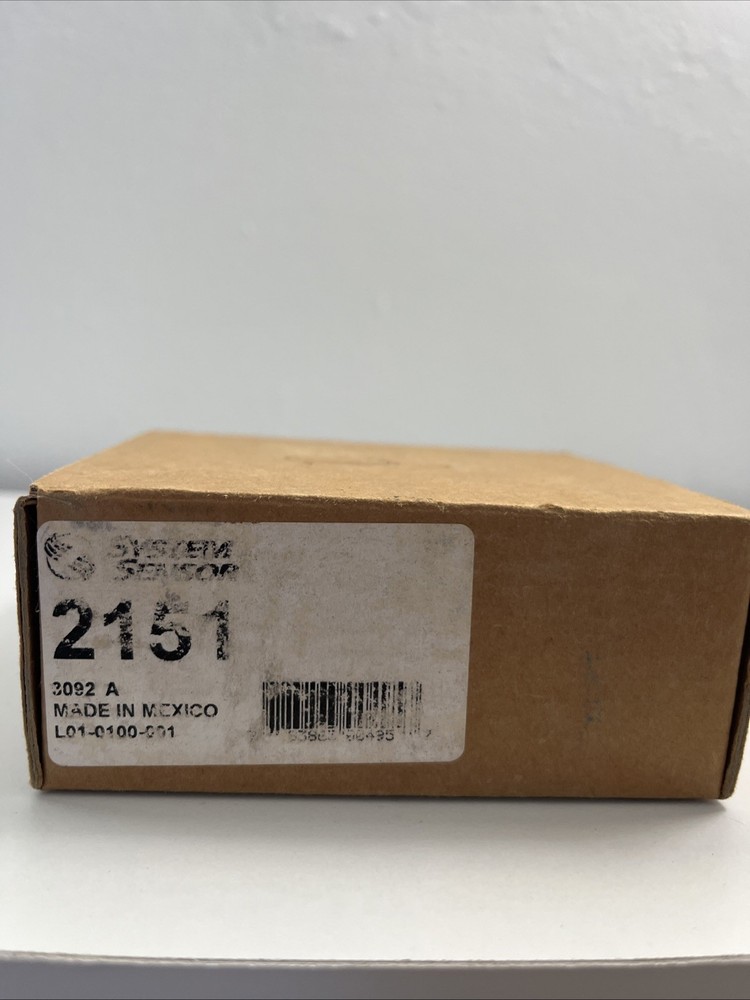 SYSTEM
SENSOR
2151
3092 A
MADE IN MEXICO
L01-0100-001